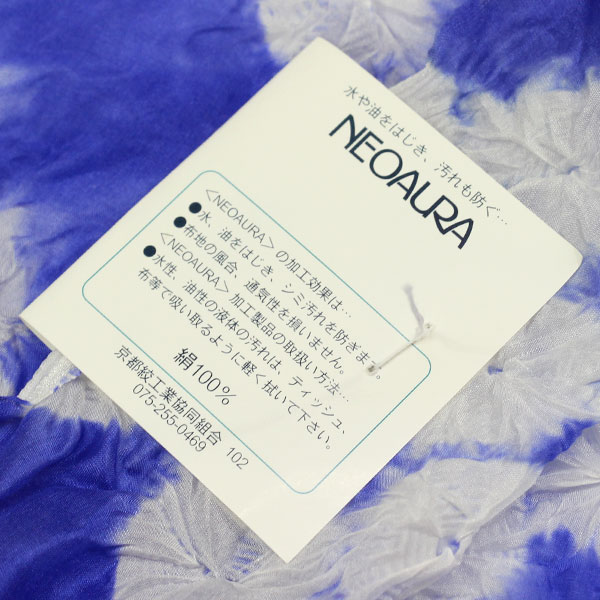 水や油をはじき、汚れも防ぐ…
NEOAURA
＜NEOAURA＞の加工効果は…
●水、油をはじき、シミ汚れを防ぎます。
●布地の風合、通気性を損いません。
＜NEOAURA＞加工製品の取扱い方法…
●水性、油性の液体の汚れは、ティッシュ、
布等で吸い取るように軽く拭いて下さい。
絹100％
京都絞工業協同組合 102
075-255-0469